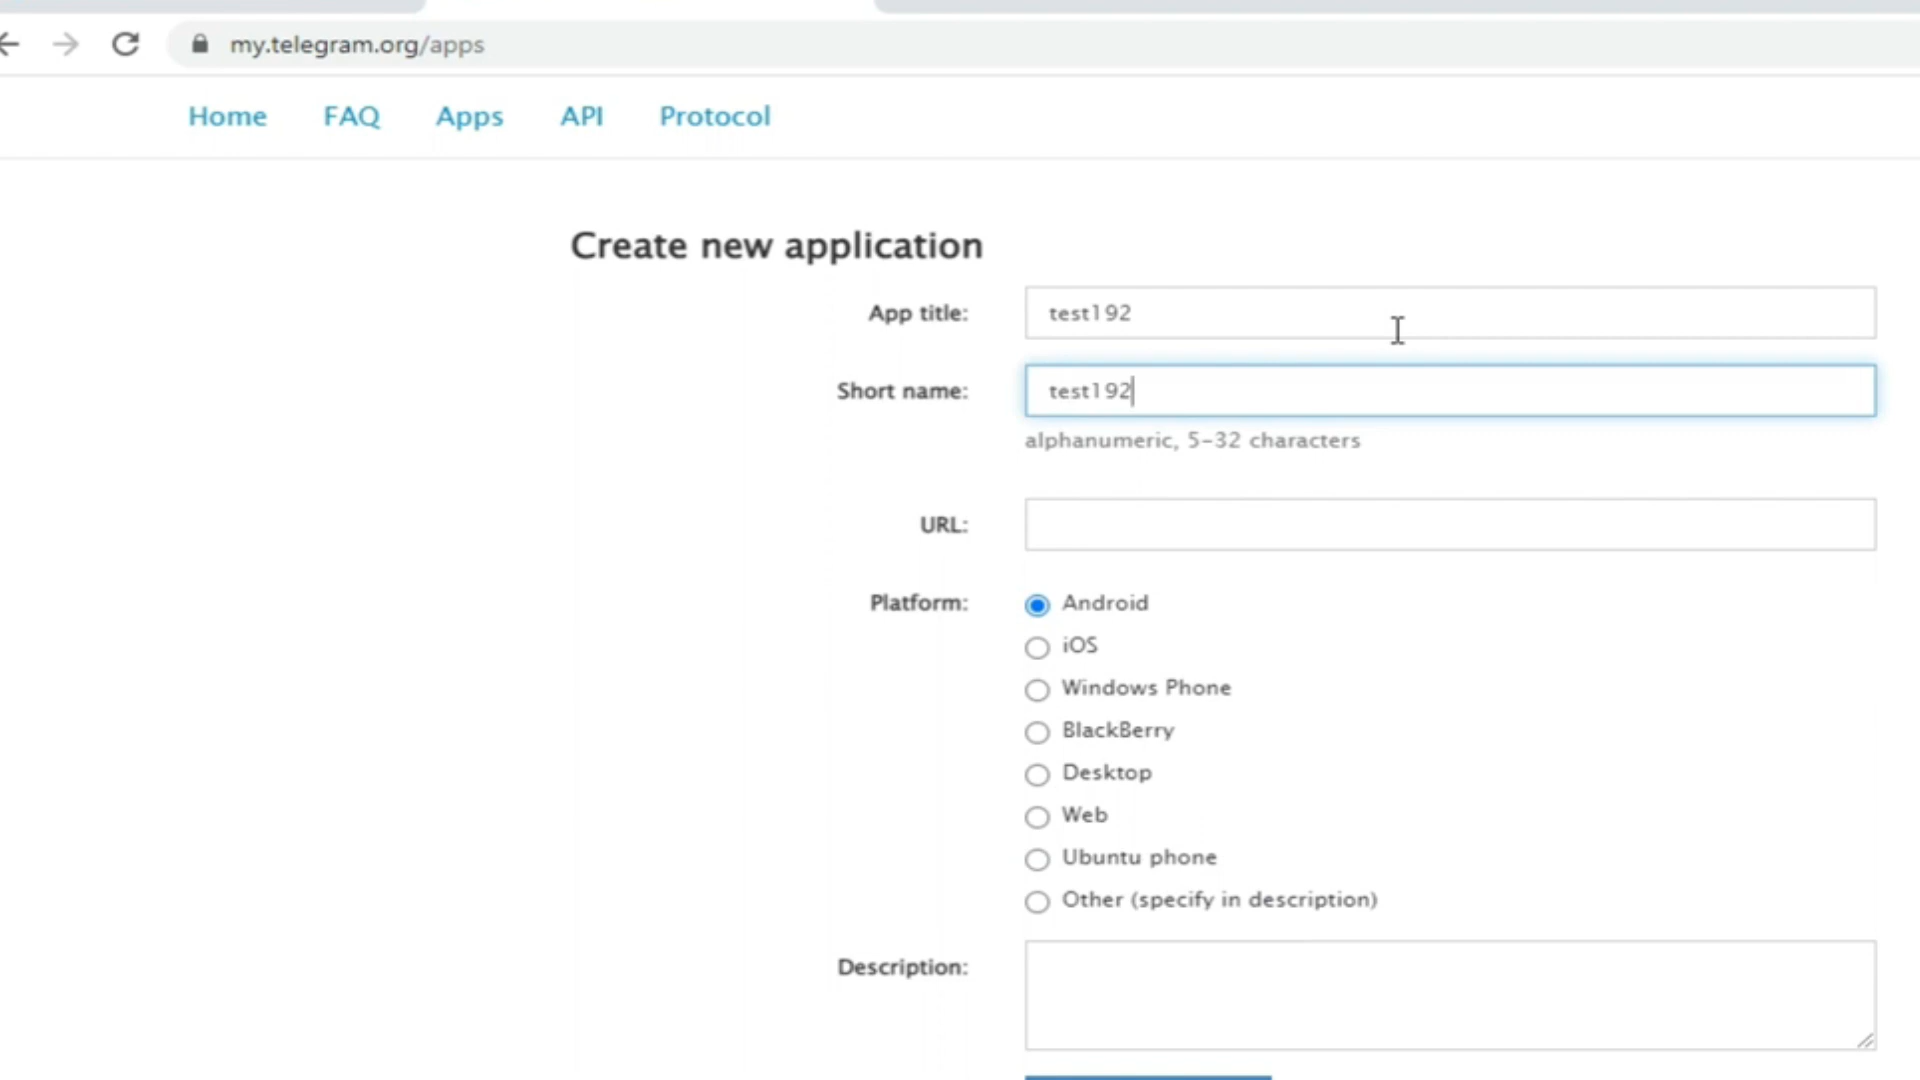 my.telegram.org/apps
Home FAQ Apps API Protocol
Create new application
App title: test192
Short name: test192
alphanumeric, 5-32 characters
URL:
Platform: Android
iOS
Windows Phone
BlackBerry
Desktop
Web
Ubuntu phone
Other (specify in description)
Description: